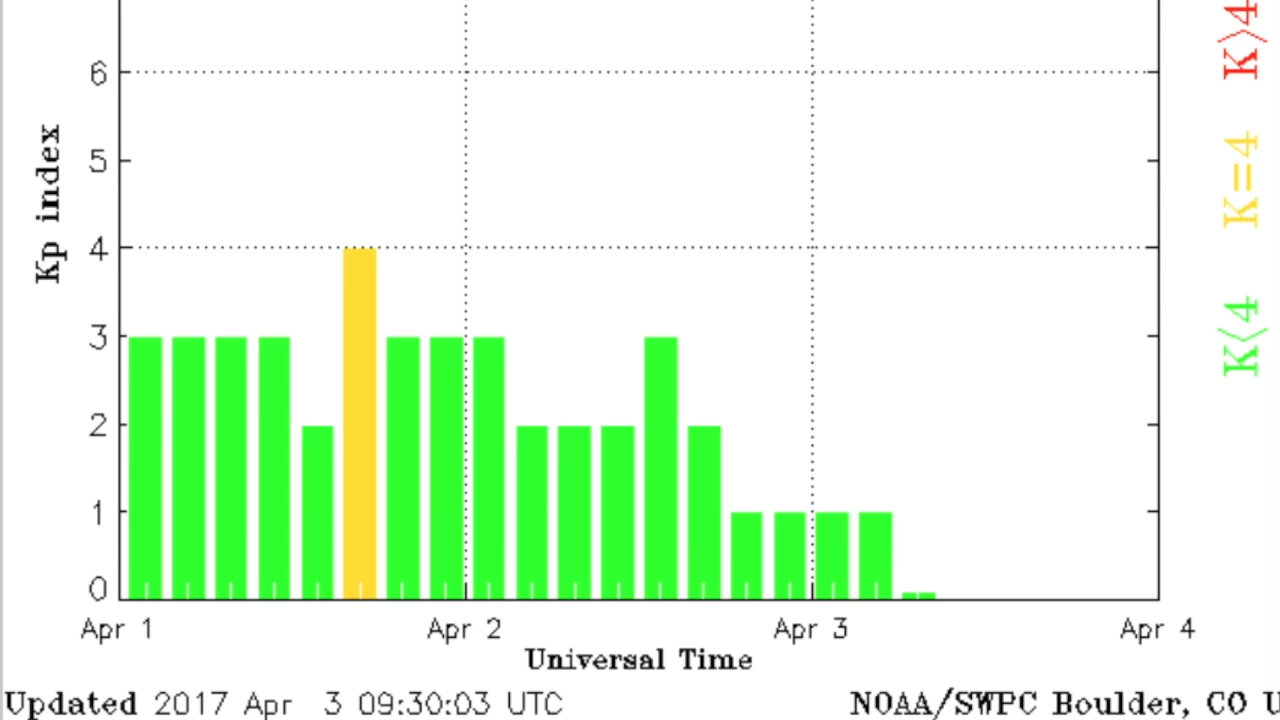 6
5
4
3
2
1
0
Kp index
Apr 1 Apr 2 Apr 3 Apr 4
Universal Time
Updated 2017 Apr 3 09:30:03 UTC NOAA/SWPC Boulder, CO U
K<4 K=4 K>4